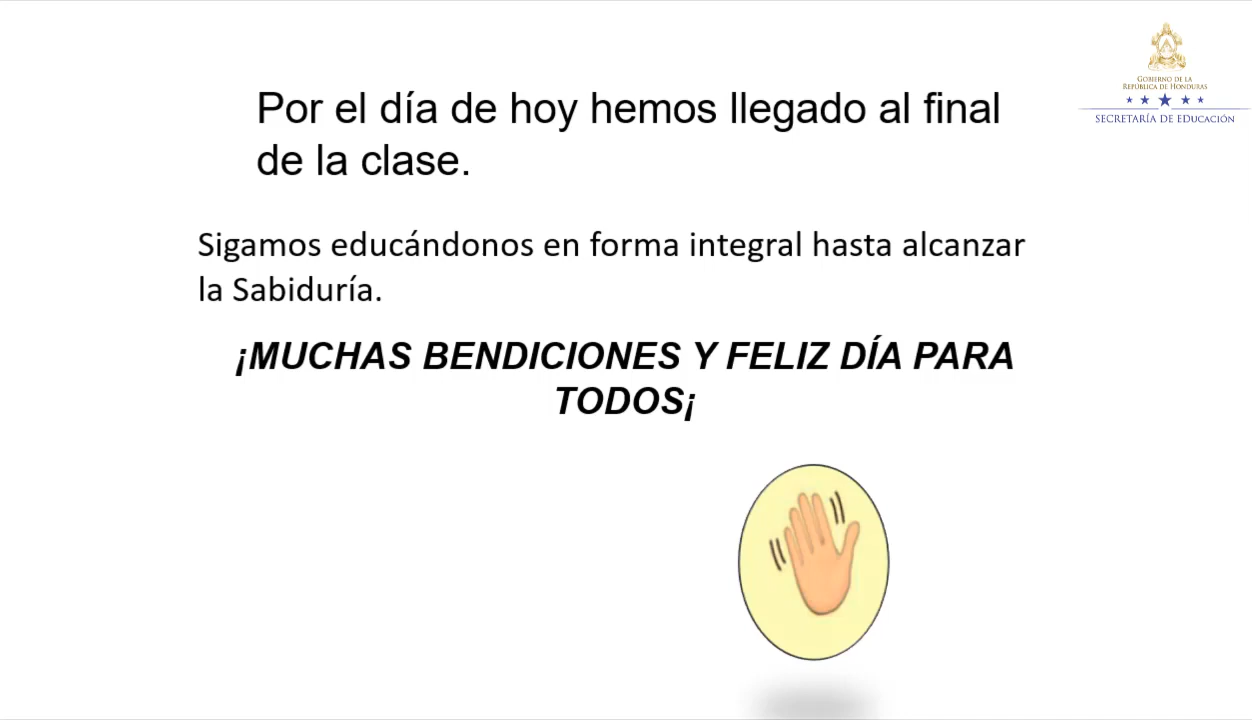 GOBIERNO DE LA
REPÚBLICA DE HONDURAS
SECRETARÍA DE EDUCACIÓN
Por el día de hoy hemos llegado al final
de la clase.
Sigamos educándonos en forma integral hasta alcanzar
la Sabiduría.
¡MUCHAS BENDICIONES Y FELIZ DÍA PARA
TODOS¡